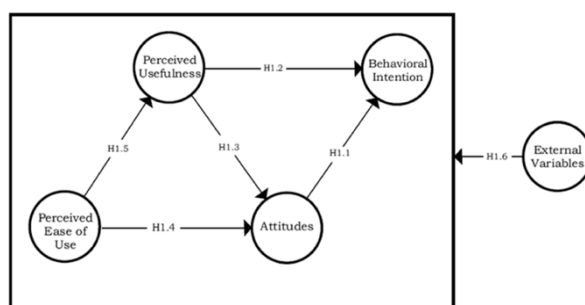 Perceived
Usefulness
H1.2
Behavioral
Intention
H1.5
H1.3
H1.1
H1.6
External
Variables
Perceived
Ease of
Use
H1.4
Attitudes